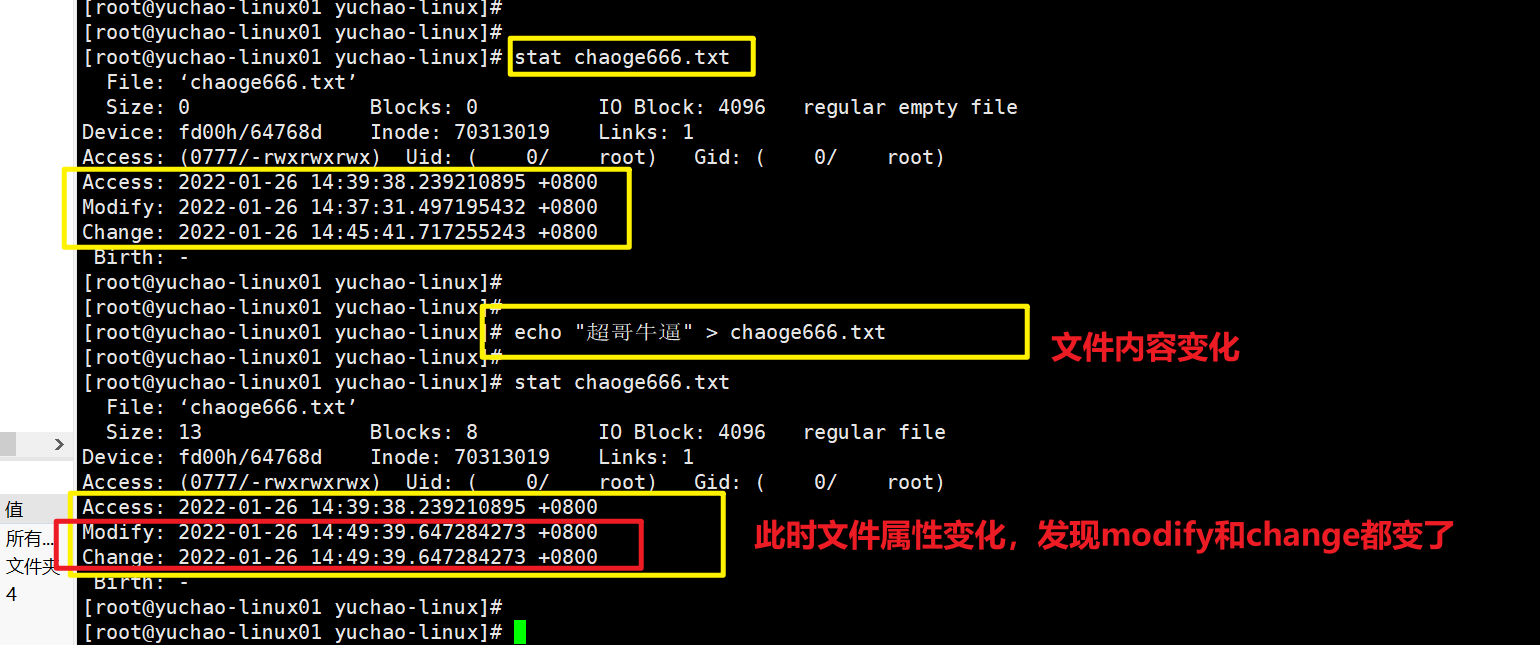 [root@yuchao-linux01 yuchao-linux]#
[root@yuchao-linux01 yuchao-linux]#
[root@yuchao-linux01 yuchao-linux]# stat chaoge666.txt
  File: ‘chaoge666.txt’
  Size: 0               Blocks: 0          IO Block: 4096   regular empty file
Device: fd00h/64768d    Inode: 70313019    Links: 1
Access: (0777/-rwxrwxrwx)  Uid: (    0/    root)   Gid: (    0/    root)
Access: 2022-01-26 14:39:38.239210895 +0800
Modify: 2022-01-26 14:37:31.497195432 +0800
Change: 2022-01-26 14:45:41.717255243 +0800
 Birth: -
[root@yuchao-linux01 yuchao-linux]#
[root@yuchao-linux01 yuchao-linux]#
[root@yuchao-linux01 yuchao-linux]# echo "超哥牛逼" > chaoge666.txt
文件内容变化
[root@yuchao-linux01 yuchao-linux]#
[root@yuchao-linux01 yuchao-linux]# stat chaoge666.txt
  File: ‘chaoge666.txt’
  Size: 13              Blocks: 8          IO Block: 4096   regular file
Device: fd00h/64768d    Inode: 70313019    Links: 1
Access: (0777/-rwxrwxrwx)  Uid: (    0/    root)   Gid: (    0/    root)
Access: 2022-01-26 14:39:38.239210895 +0800
Modify: 2022-01-26 14:49:39.647284273 +0800
Change: 2022-01-26 14:49:39.647284273 +0800
此时文件属性变化，发现modify和change都变了
 Birth: -
[root@yuchao-linux01 yuchao-linux]#
[root@yuchao-linux01 yuchao-linux]#
值
所有...
文件夹
4